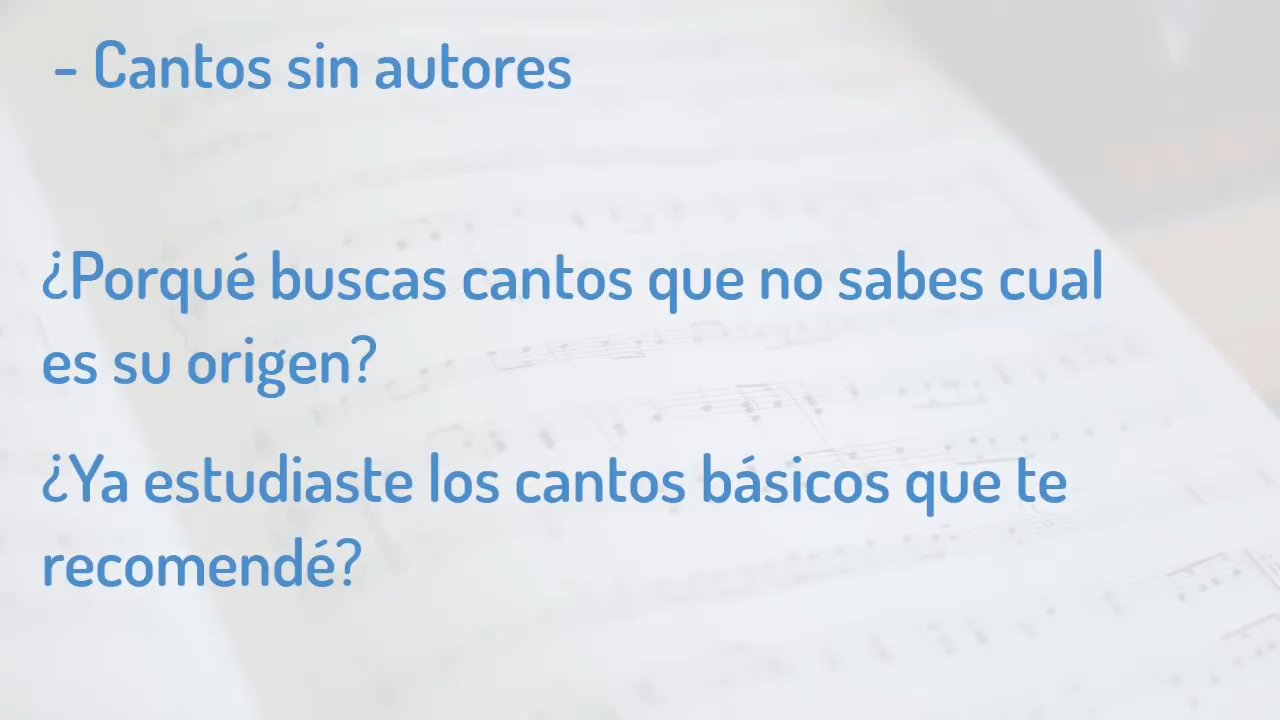 - Cantos sin autores
¿Porqué buscas cantos que no sabes cual
es su origen?
¿Ya estudiaste los cantos básicos que te
recomendé?